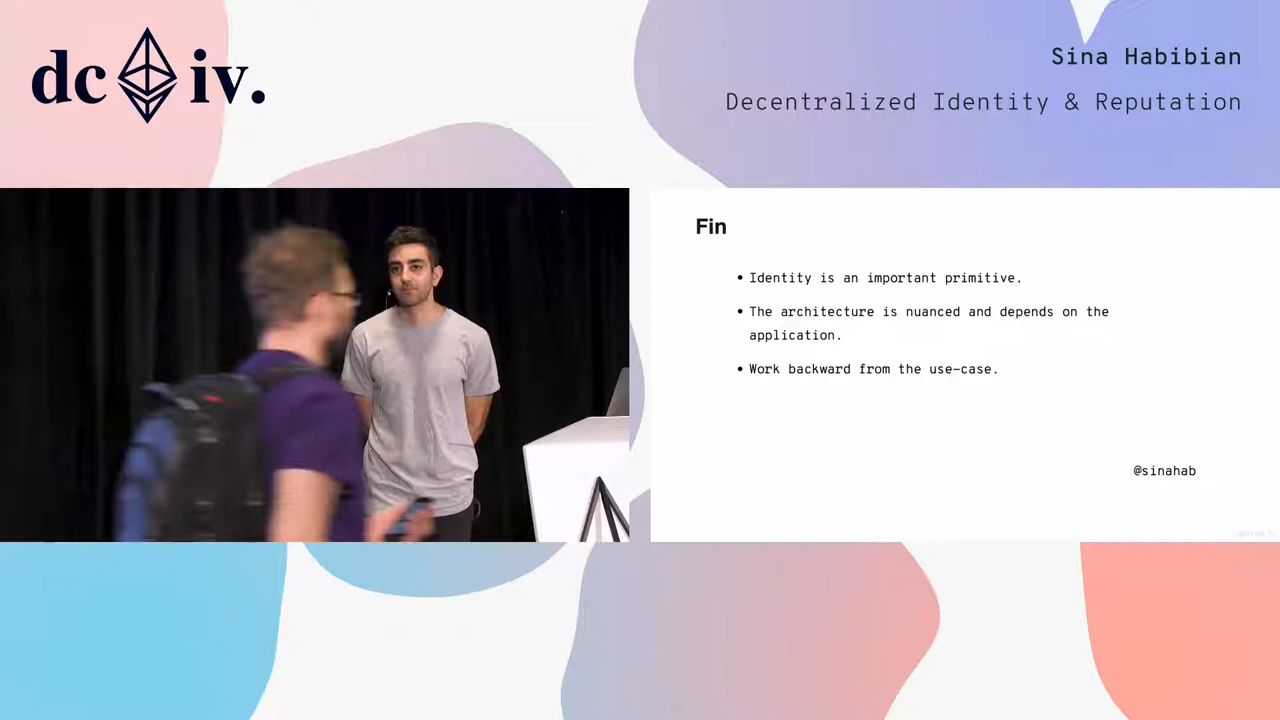 dc iv.
Sina Habibian
Decentralized Identity & Reputation
Fin
• Identity is an important primitive.
• The architecture is nuanced and depends on the
application.
• Work backward from the use-case.
@sinahab